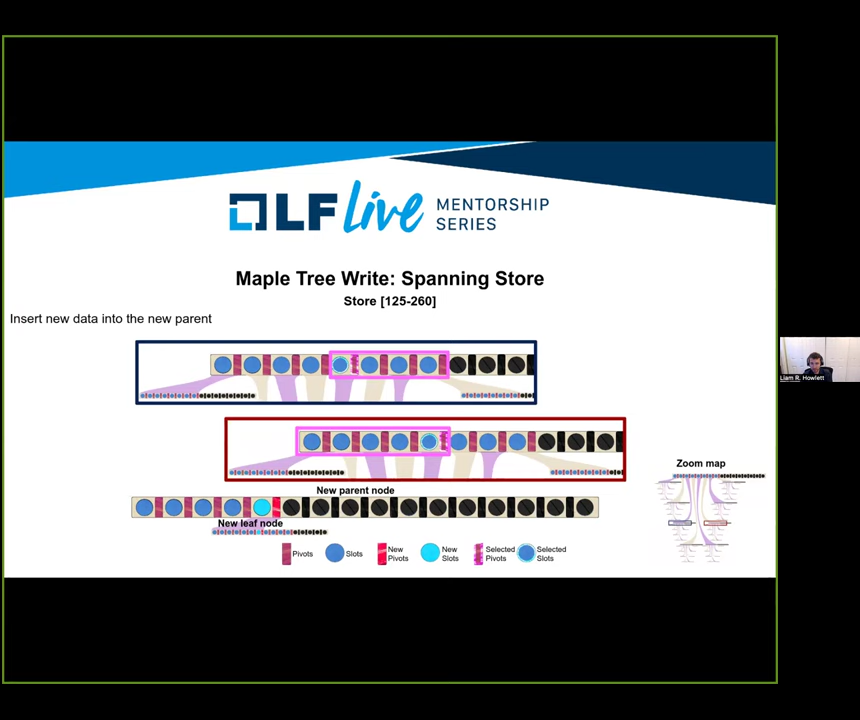 LF Live MENTORSHIP
SERIES
Maple Tree Write: Spanning Store
Store [125-260]
Insert new data into the new parent
Liam R. Howlett
Zoom map
New parent node
New leaf node
Pivots
Slots
New
Pivots
New
Slots
Selected
Pivots
Selected
Slots